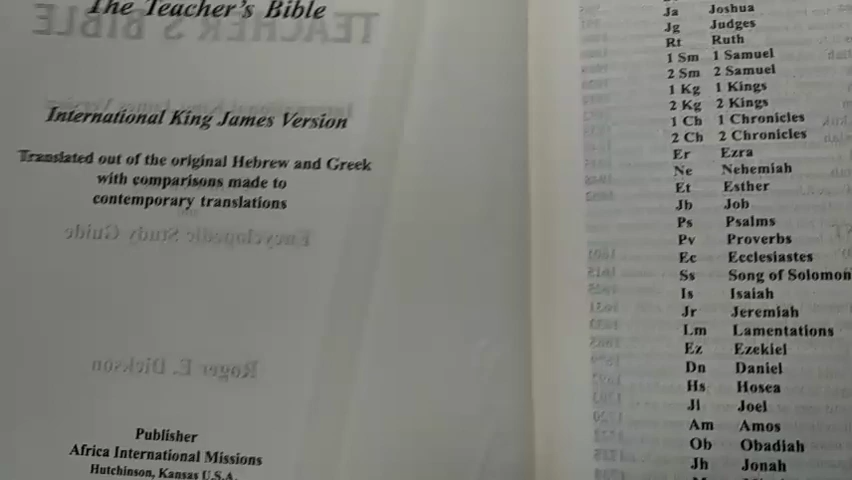 The Teacher's Bible
International King James Version
Translated out of the original Hebrew and Greek
with comparisons made to
contemporary translations
Encyclopedic Study Guide
Roger E. Dickson
Publisher
Africa International Missions
Hutchinson, Kansas U.S.A.
Ja Joshua
Jg Judges
Rt Ruth
1 Sm 1 Samuel
2 Sm 2 Samuel
1 Kg 1 Kings
2 Kg 2 Kings
1 Ch 1 Chronicles
2 Ch 2 Chronicles
Er Ezra
Ne Nehemiah
Et Esther
Jb Job
Ps Psalms
Pv Proverbs
Ec Ecclesiastes
Ss Song of Solomon
Is Isaiah
Jr Jeremiah
Lm Lamentations
Ez Ezekiel
Dn Daniel
Hs Hosea
Jl Joel
Am Amos
Ob Obadiah
Jh Jonah